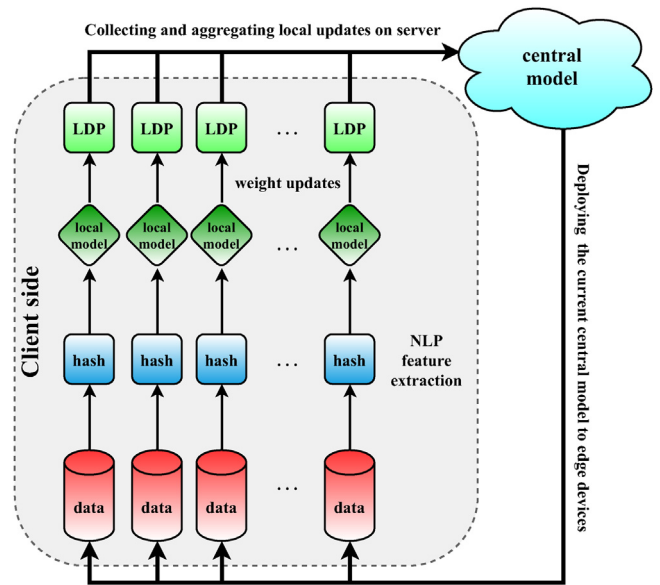 Collecting and aggregating local updates on server
central
model
LDP LDP LDP ... LDP
weight updates
local
model
local
model
local
model
...
local
model
Client side
hash hash hash ... hash
NLP
feature
extraction
data data data ... data
Deploying the current central model to edge devices